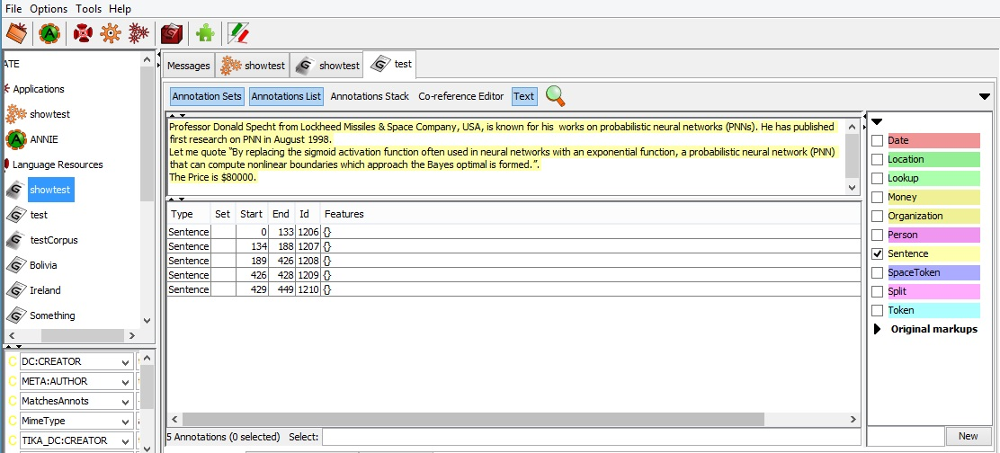 File Options Tools Help
Messages showtest showtest test
ATE
Applications
showtest
ANNIE
Language Resources
showtest
test
testCorpus
Bolivia
Ireland
Something
DC:CREATOR
META:AUTHOR
MatchesAnnots
MimeType
TIKA_DC:CREATOR
Annotation Sets Annotations List Annotations Stack Co-reference Editor Text
Professor Donald Specht from Lockheed Missiles & Space Company, USA, is known for his works on probabilistic neural networks (PNNs). He has published
first research on PNN in August 1998.
Let me quote "By replacing the sigmoid activation function often used in neural networks with an exponential function, a probabilistic neural network (PNN)
that can compute nonlinear boundaries which approach the Bayes optimal is formed.”.
The Price is $80000.
Type Set Start End Id Features
Sentence 0 133 1206 {}
Sentence 134 188 1207 {}
Sentence 189 426 1208 {}
Sentence 426 428 1209 {}
Sentence 429 449 1210 {}
5 Annotations (0 selected) Select:
Date
Location
Lookup
Money
Organization
Person
Sentence
SpaceToken
Split
Token
Original markups
New